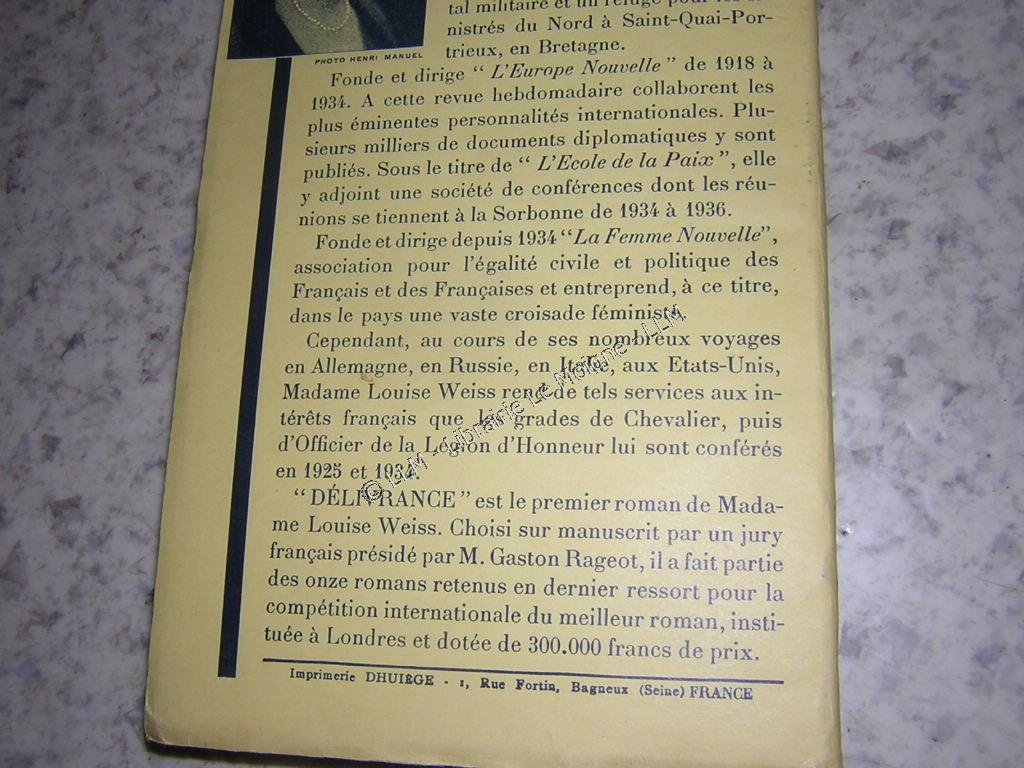 tal militaire et un refuge pour les
nistrés du Nord à Saint-Quai-Por-
trieux, en Bretagne.
PHOTO HENRI MANUEL
Fonde et dirige “ L'Europe Nouvelle ” de 1918 à
1934. A cette revue hebdomadaire collaborent les
plus éminentes personnalités internationales. Plu-
sieurs milliers de documents diplomatiques y sont
publiés. Sous le titre de “ L'Ecole de la Paix ”, elle
y adjoint une société de conférences dont les réu-
nions se tiennent à la Sorbonne de 1934 à 1936.
Fonde et dirige depuis 1934 “La Femme Nouvelle”,
association pour l'égalité civile et politique des
Français et des Françaises et entreprend, à ce titre,
dans le pays une vaste croisade féministe.
Cependant, au cours de ses nombreux voyages
en Allemagne, en Russie, en Italie, aux Etats-Unis,
Madame Louise Weiss rend de tels services aux in-
térêts français que les grades de Chevalier, puis
d'Officier de la Légion d'Honneur lui sont conférés
en 1925 et 1934.
“DÉLIVRANCE” est le premier roman de Mada-
me Louise Weiss. Choisi sur manuscrit par un jury
français présidé par M. Gaston Rageot, il a fait partie
des onze romans retenus en dernier ressort pour la
compétition internationale du meilleur roman, insti-
tuée à Londres et dotée de 300.000 francs de prix.
Imprimerie DHUIÈGE - 1, Rue Fortin, Bagneux (Seine) FRANCE
© LLM - Librairie Le Moigne - LLM